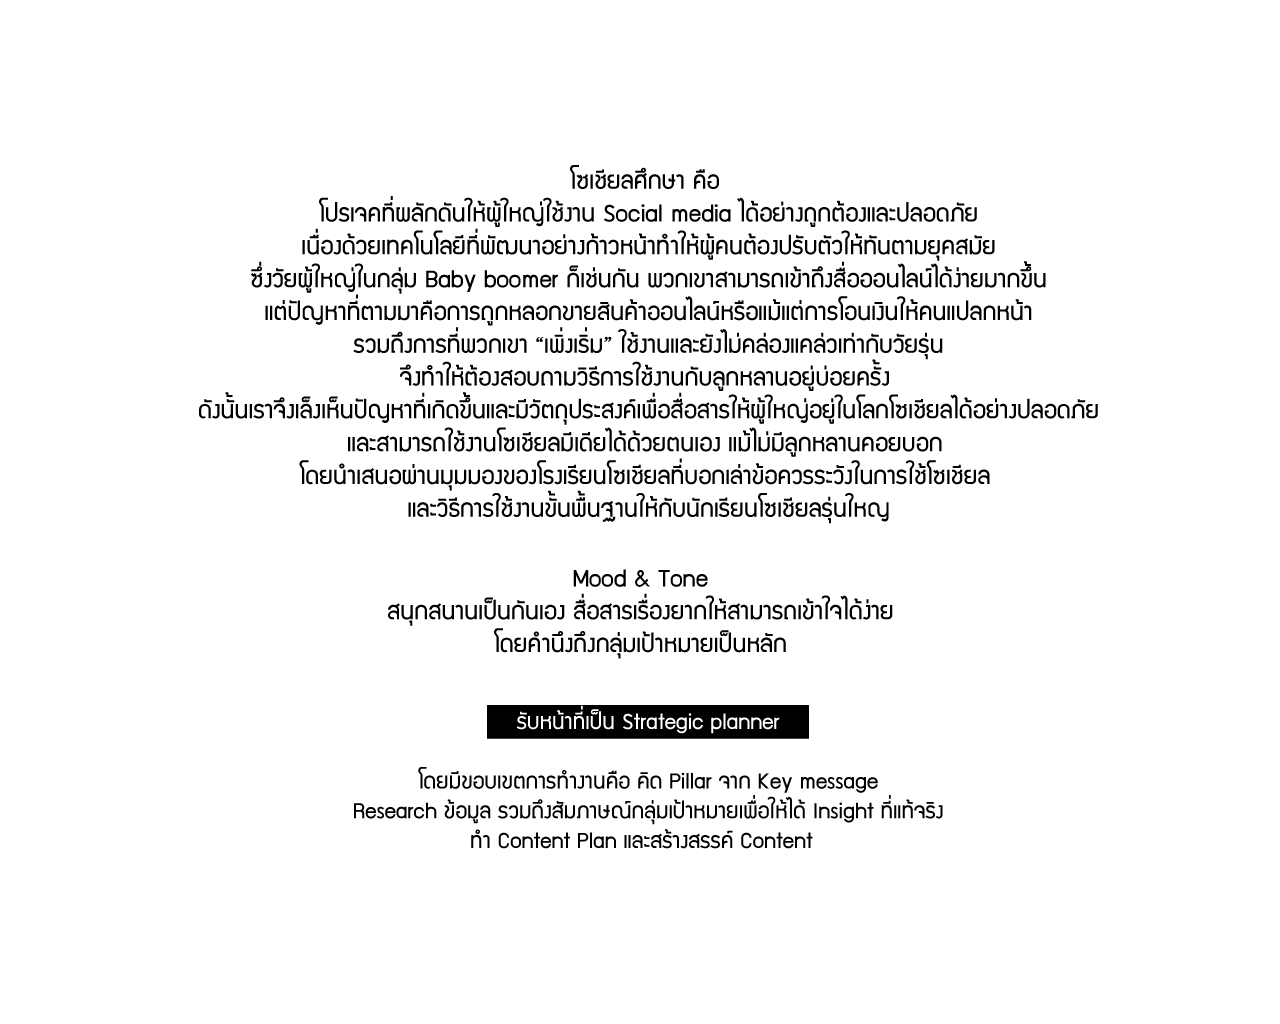 โซเชียลศึกษา คือ
โปรเจคที่ผลักดันให้ผู้ใหญ่ใช้งาน Social media ได้อย่างถูกต้องและปลอดภัย
เนื่องด้วยเทคโนโลยีที่พัฒนาอย่างก้าวหน้าทำให้ผู้คนต้องปรับตัวให้ทันตามยุคสมัย
ซึ่งวัยผู้ใหญ่ในกลุ่ม Baby boomer ก็เช่นกัน พวกเขาสามารถเข้าถึงสื่อออนไลน์ได้ง่ายมากขึ้น
แต่ปัญหาที่ตามมาคือการถูกหลอกขายสินค้าออนไลน์หรือแม้แต่การโอนเงินให้คนแปลกหน้า
รวมถึงการที่พวกเขา “เพิ่งเริ่ม” ใช้งานและยังไม่คล่องแคล่วเท่ากับวัยรุ่น
จึงทำให้ต้องสอบถามวิธีการใช้งานกับลูกหลานอยู่บ่อยครั้ง
ดังนั้นเราจึงเล็งเห็นปัญหาที่เกิดขึ้นและมีวัตถุประสงค์เพื่อสื่อสารให้ผู้ใหญ่อยู่ในโลกโซเชียลได้อย่างปลอดภัย
และสามารถใช้งานโซเชียลมีเดียได้ด้วยตนเอง แม้ไม่มีลูกหลานคอยบอก
โดยนำเสนอผ่านมุมมองของโรงเรียนโซเชียลที่บอกเล่าข้อควรระวังในการใช้โซเชียล
และวิธีการใช้งานขั้นพื้นฐานให้กับนักเรียนโซเชียลรุ่นใหญ่
Mood & Tone
สนุกสนานเป็นกันเอง สื่อสารเรื่องยากให้สามารถเข้าใจได้ง่าย
โดยคำนึงถึงกลุ่มเป้าหมายเป็นหลัก
รับหน้าที่เป็น Strategic planner
โดยมีขอบเขตการทำงานคือ คิด Pillar จาก Key message
Research ข้อมูล รวมถึงสัมภาษณ์กลุ่มเป้าหมายเพื่อให้ได้ Insight ที่แท้จริง
ทำ Content Plan และสร้างสรรค์ Content